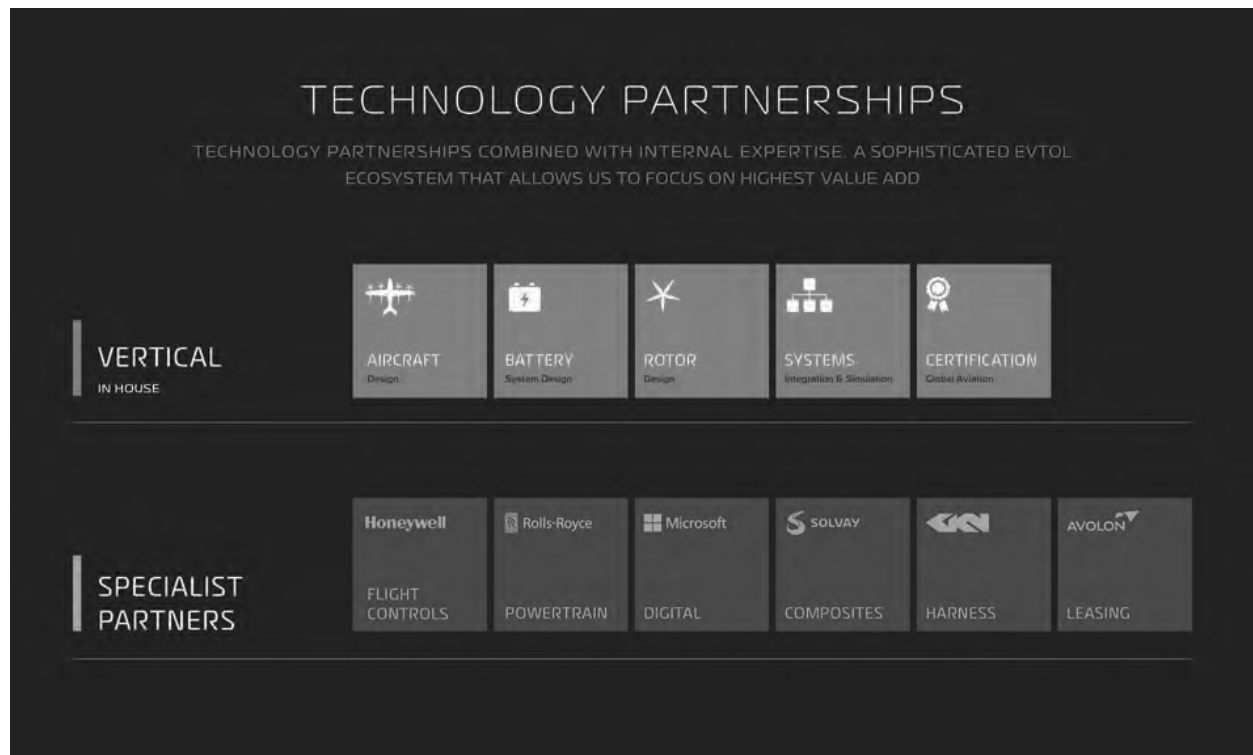 TECHNOLOGY PARTNERSHIPS
TECHNOLOGY PARTNERSHIPS COMBINED WITH INTERNAL EXPERTISE. A SOPHISTICATED EVTOL
ECOSYSTEM THAT ALLOWS US TO FOCUS ON HIGHEST VALUE ADD
VERTICAL
IN HOUSE
AIRCRAFT
Design
BATTERY
System Design
ROTOR
Design
SYSTEMS
Integration & Simulation
CERTIFICATION
Global Aviation
SPECIALIST
PARTNERS
Honeywell
FLIGHT
CONTROLS
Rolls-Royce
POWERTRAIN
Microsoft
DIGITAL
SOLVAY
COMPOSITES
GKN
HARNESS
AVOLON
LEASING